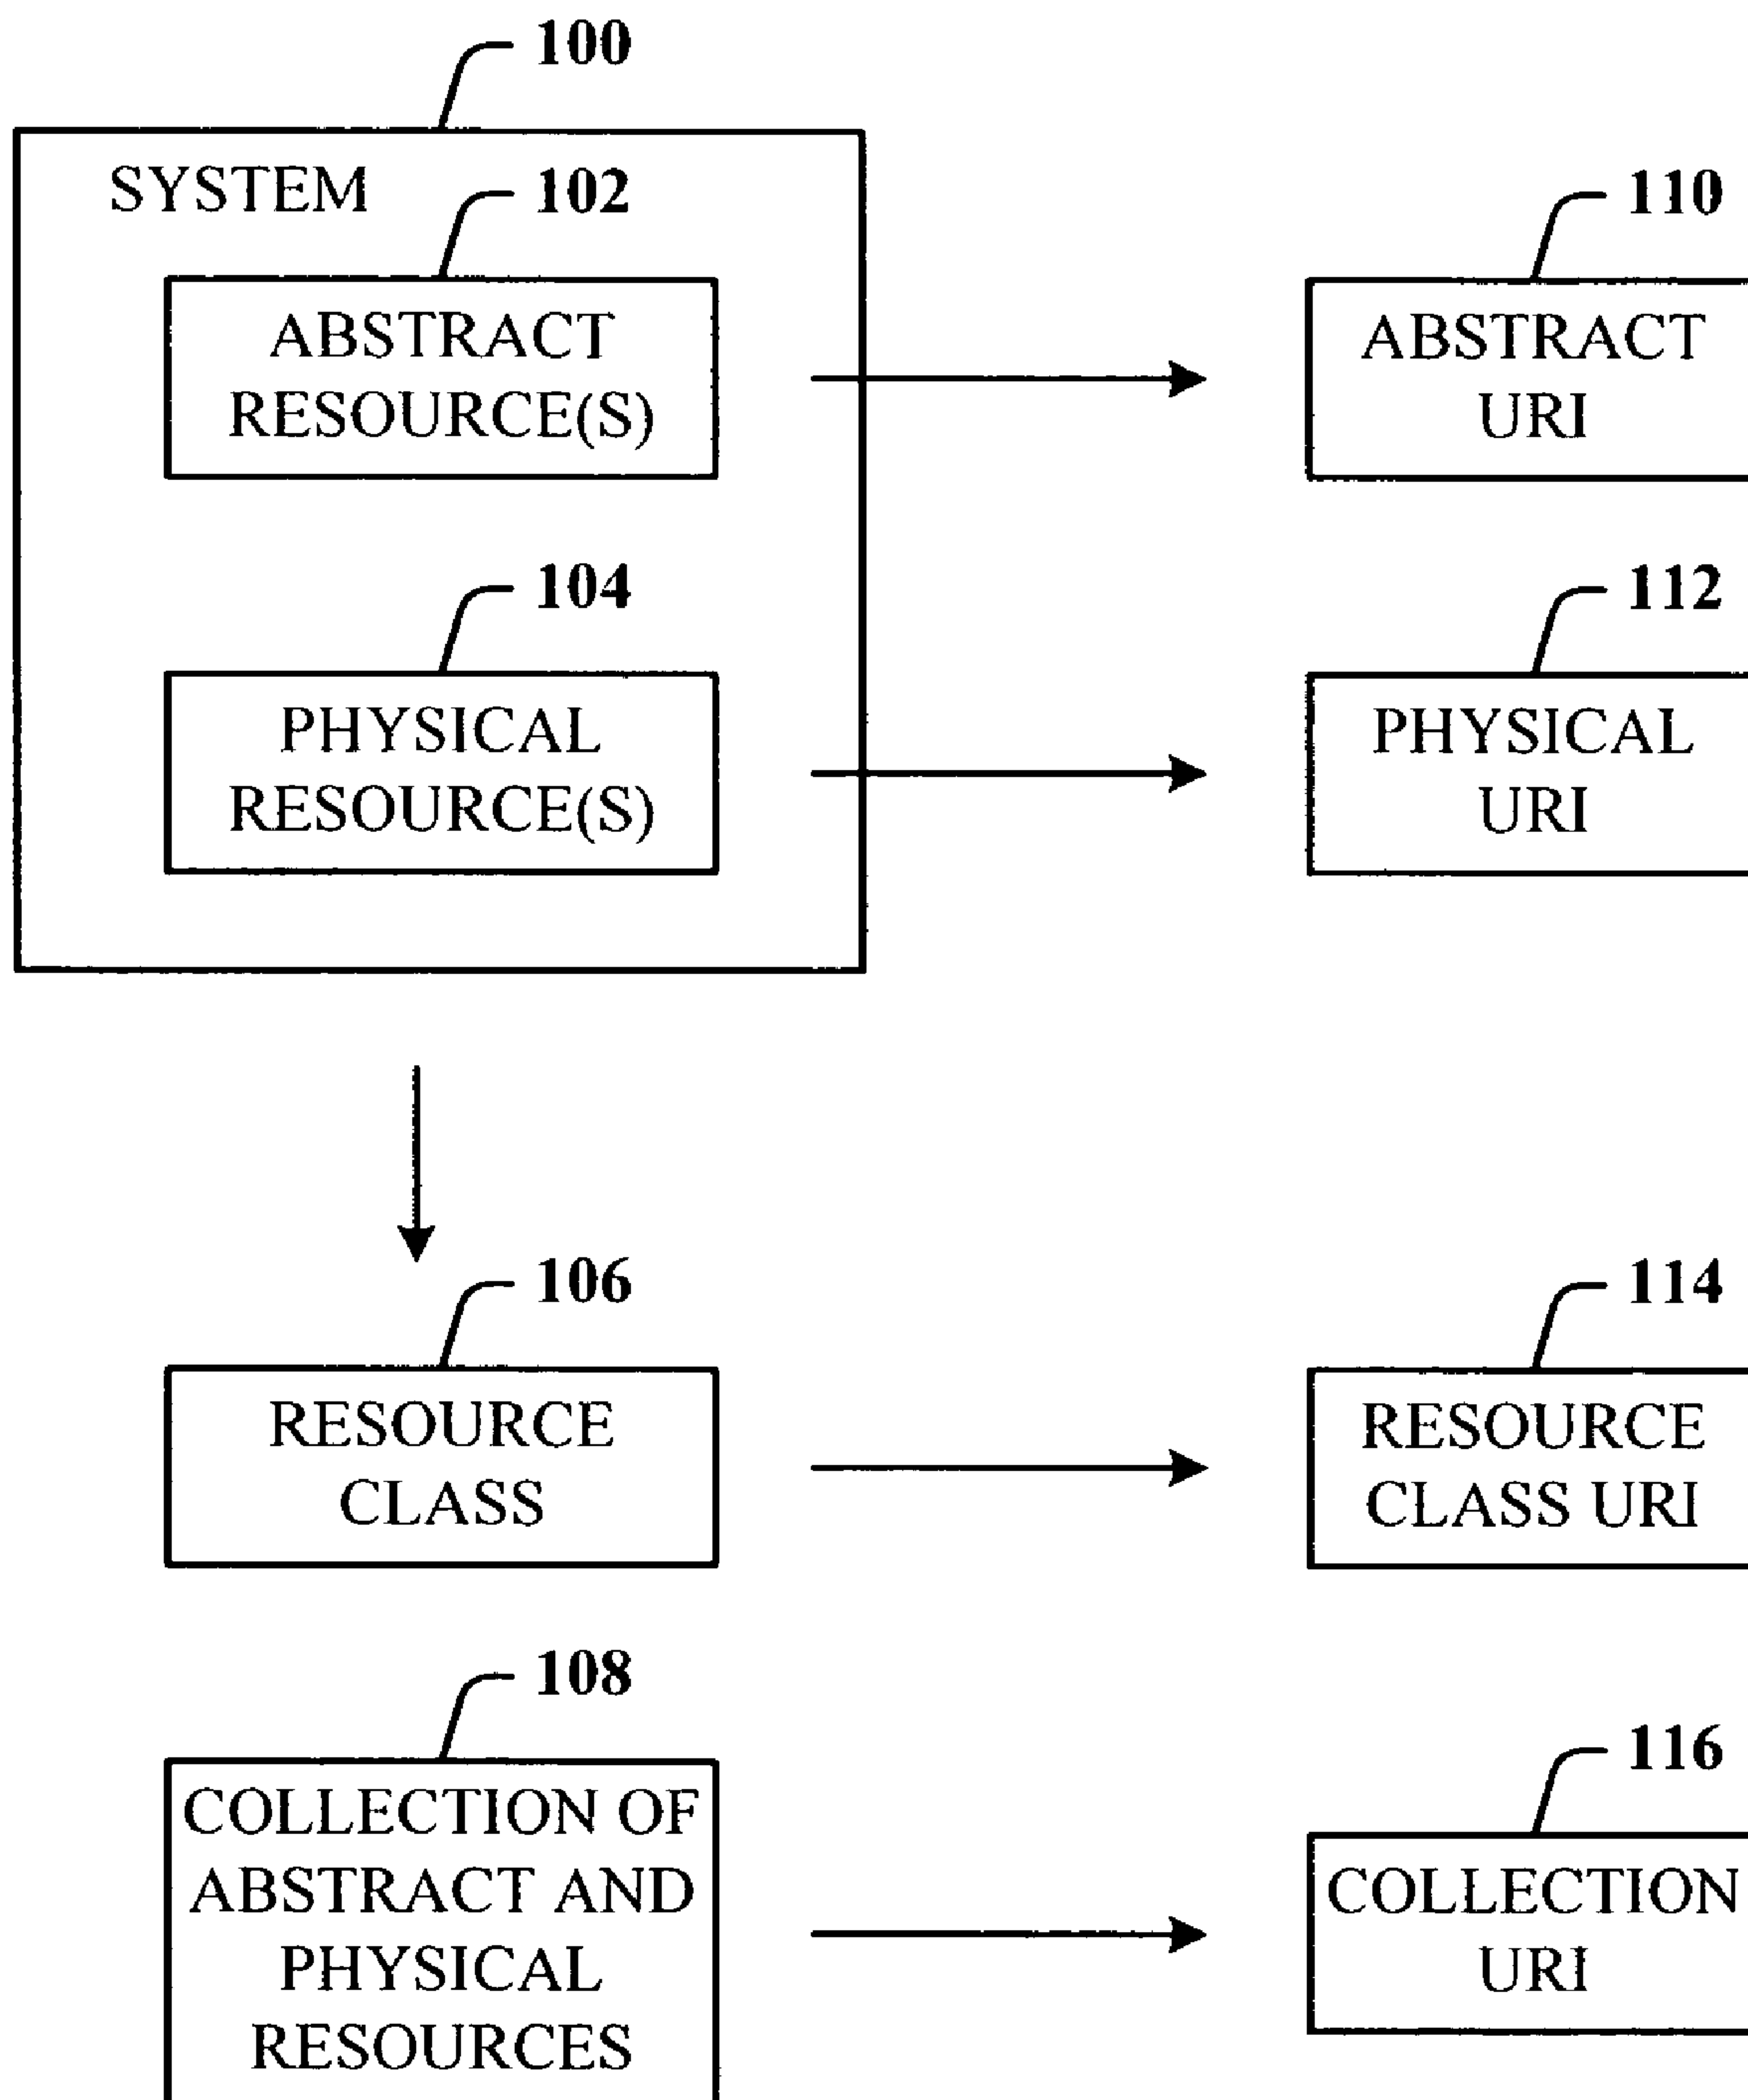 100
SYSTEM
102
110
ABSTRACT
RESOURCE(S)
ABSTRACT
URI
104
112
PHYSICAL
RESOURCE(S)
PHYSICAL
URI
106
114
RESOURCE
CLASS
RESOURCE
CLASS URI
108
116
COLLECTION OF
ABSTRACT AND
PHYSICAL
RESOURCES
COLLECTION
URI